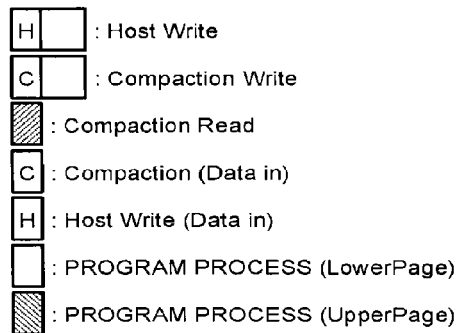 H : Host Write
C : Compaction Write
: Compaction Read
C : Compaction (Data in)
H : Host Write (Data in)
: PROGRAM PROCESS (LowerPage)
: PROGRAM PROCESS (UpperPage)